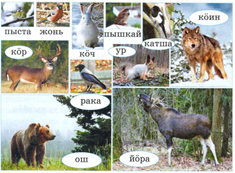 кӧин
пыста жонь пышкай
кӧр кӧч ур катша
рака
ош йӧра